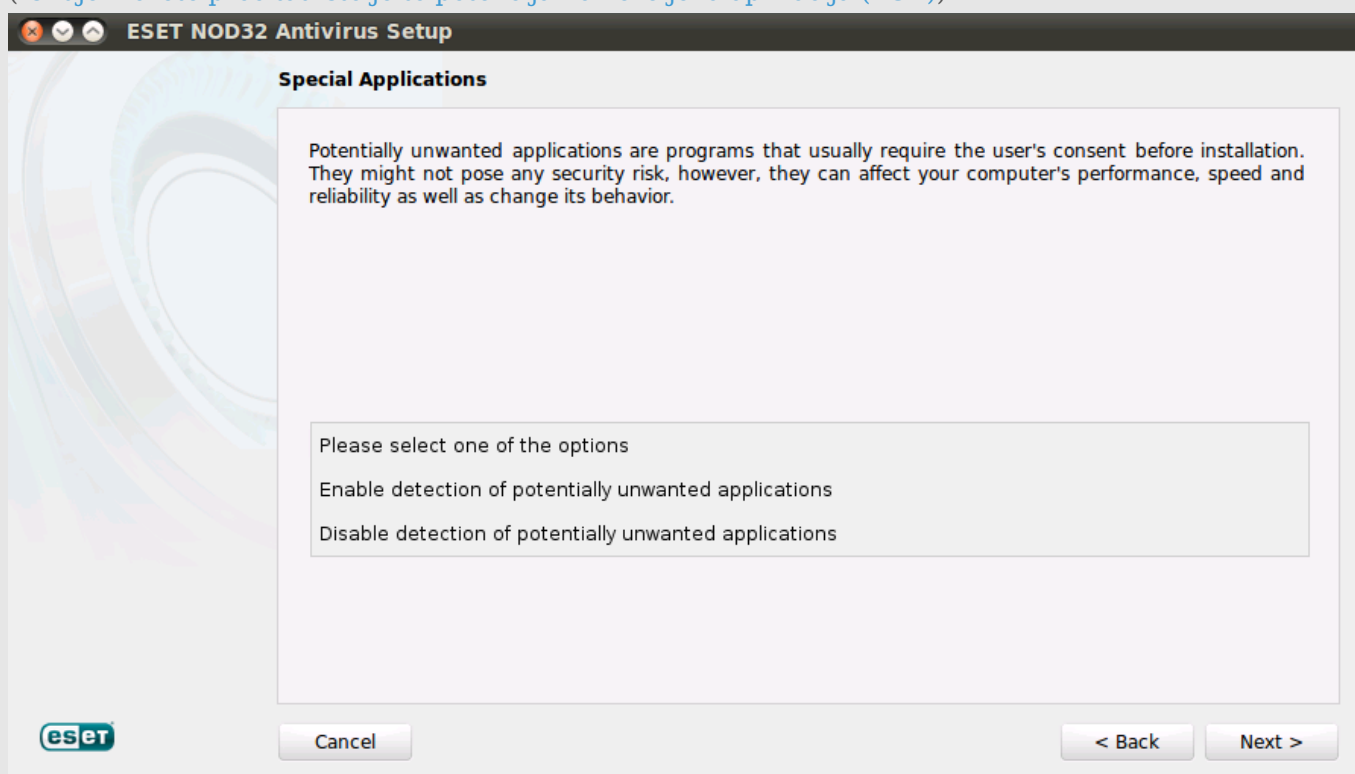 ESET NOD32 Antivirus Setup
Special Applications
Potentially unwanted applications are programs that usually require the user's consent before installation.
They might not pose any security risk, however, they can affect your computer's performance, speed and
reliability as well as change its behavior.
Please select one of the options
Enable detection of potentially unwanted applications
Disable detection of potentially unwanted applications
eset
Cancel
< Back
Next >